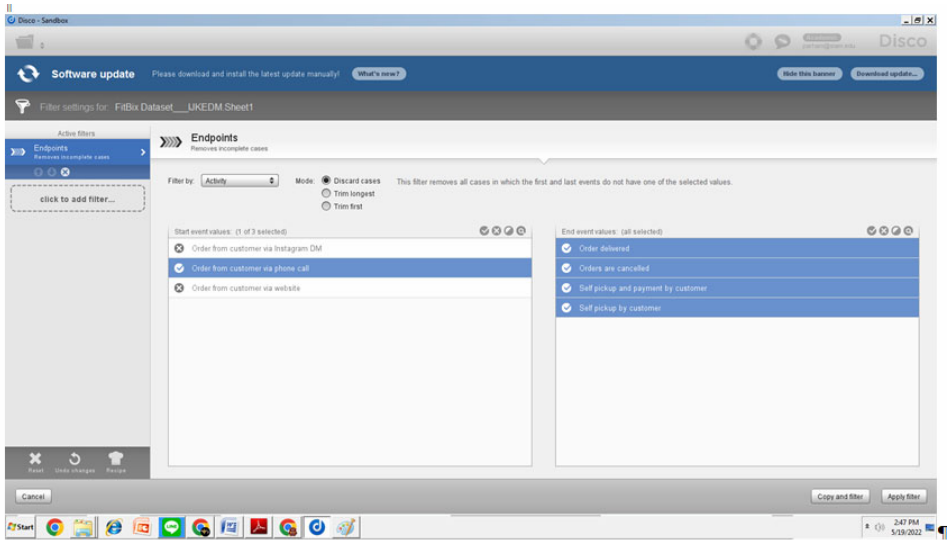 Disco - Sandbox
Academic
Disco
Software update
Please download and install the latest update manually!
What's new?
Hide this banner
Download update...
Filter settings for: FitBix Dataset___IJKEDM.Sheet1
Active filters
Endpoints
Removes incomplete cases
click to add filter...
Endpoints
Removes incomplete cases
Filter by: Activity
Mode: Discard cases
Trim longest
Trim first
This filter removes all cases in which the first and last events do not have one of the selected values.
Start event values: (1 of 3 selected)
Order from customer via Instagram DM
Order from customer via phone call
Order from customer via website
End event values: (all selected)
Order delivered
Orders are cancelled
Self pickup and payment by customer
Self pickup by customer
Reset
Undo changes
Recipe
Cancel
Copy and filter
Apply filter
Start
LINE
2:47 PM
5/19/2022
¶